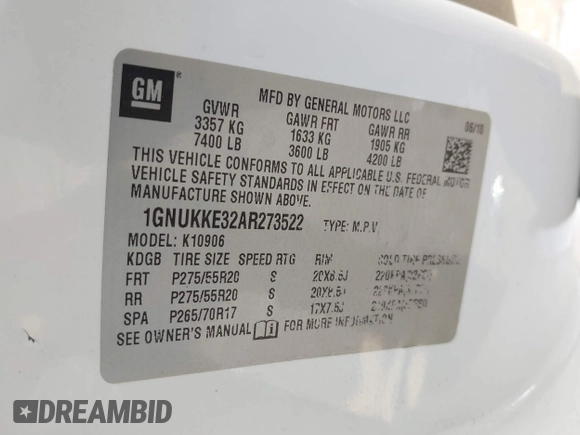 GM
MFD BY GENERAL MOTORS LLC 06/10
GVWR GAWR FRT GAWR RR
3357 KG 1633 KG 1905 KG
7400 LB 3600 LB 4200 LB
THIS VEHICLE CONFORMS TO ALL APPLICABLE U.S. FEDERAL
VEHICLE SAFETY STANDARDS IN EFFECT ON THE DATE OF
MANUFACTURE SHOWN ABOVE.
1GNUKKE32AR273522 TYPE: M.P.V.
MODEL: K10906
KDGB TIRE SIZE SPEED RTG RIM COLD TIRE
FRT P275/55R20 S 20X8.5J
RR P275/55R20 S 20X8.5J
SPA P265/70R17 S 17X7.5J
SEE OWNER'S MANUAL FOR MORE INFORMATION
DREAMBID